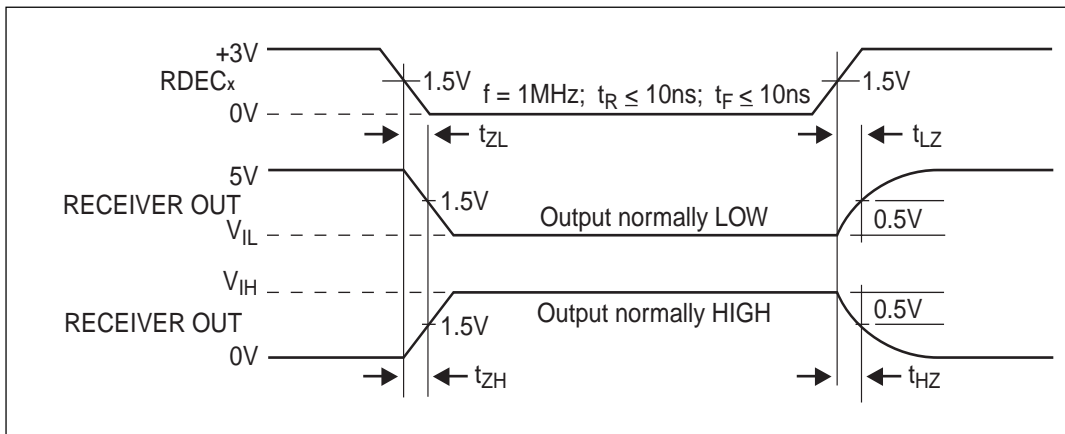 +3V
RDECx
0V
1.5V
f = 1MHz; tR ≤ 10ns; tF ≤ 10ns
1.5V
tZL
tLZ
5V
RECEIVER OUT
VIL
1.5V
Output normally LOW
0.5V
VIH
RECEIVER OUT
0V
1.5V
Output normally HIGH
0.5V
tZH
tHZ